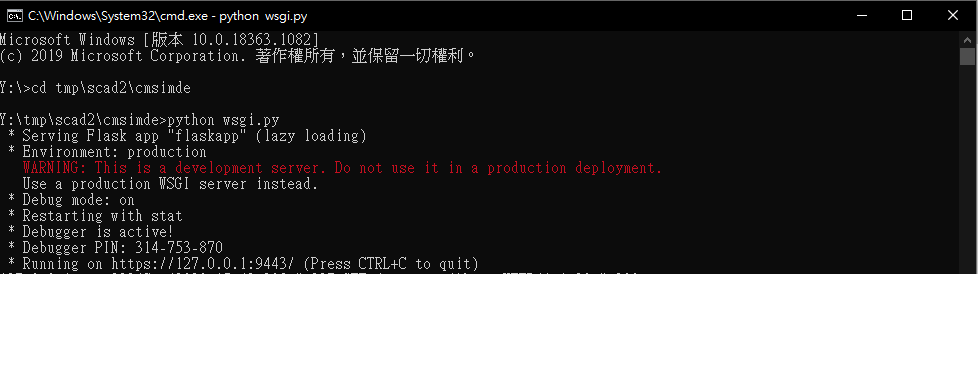 C:\Windows\System32\cmd.exe - python wsgi.py
Microsoft Windows [版本 10.0.18363.1082]
(c) 2019 Microsoft Corporation. 著作權所有，並保留一切權利。
Y:\>cd tmp\scad2\cmsimde
Y:\tmp\scad2\cmsimde>python wsgi.py
* Serving Flask app "flaskapp" (lazy loading)
* Environment: production
WARNING: This is a development server. Do not use it in a production deployment.
Use a production WSGI server instead.
* Debug mode: on
* Restarting with stat
* Debugger is active!
* Debugger PIN: 314-753-870
* Running on https://127.0.0.1:9443/ (Press CTRL+C to quit)